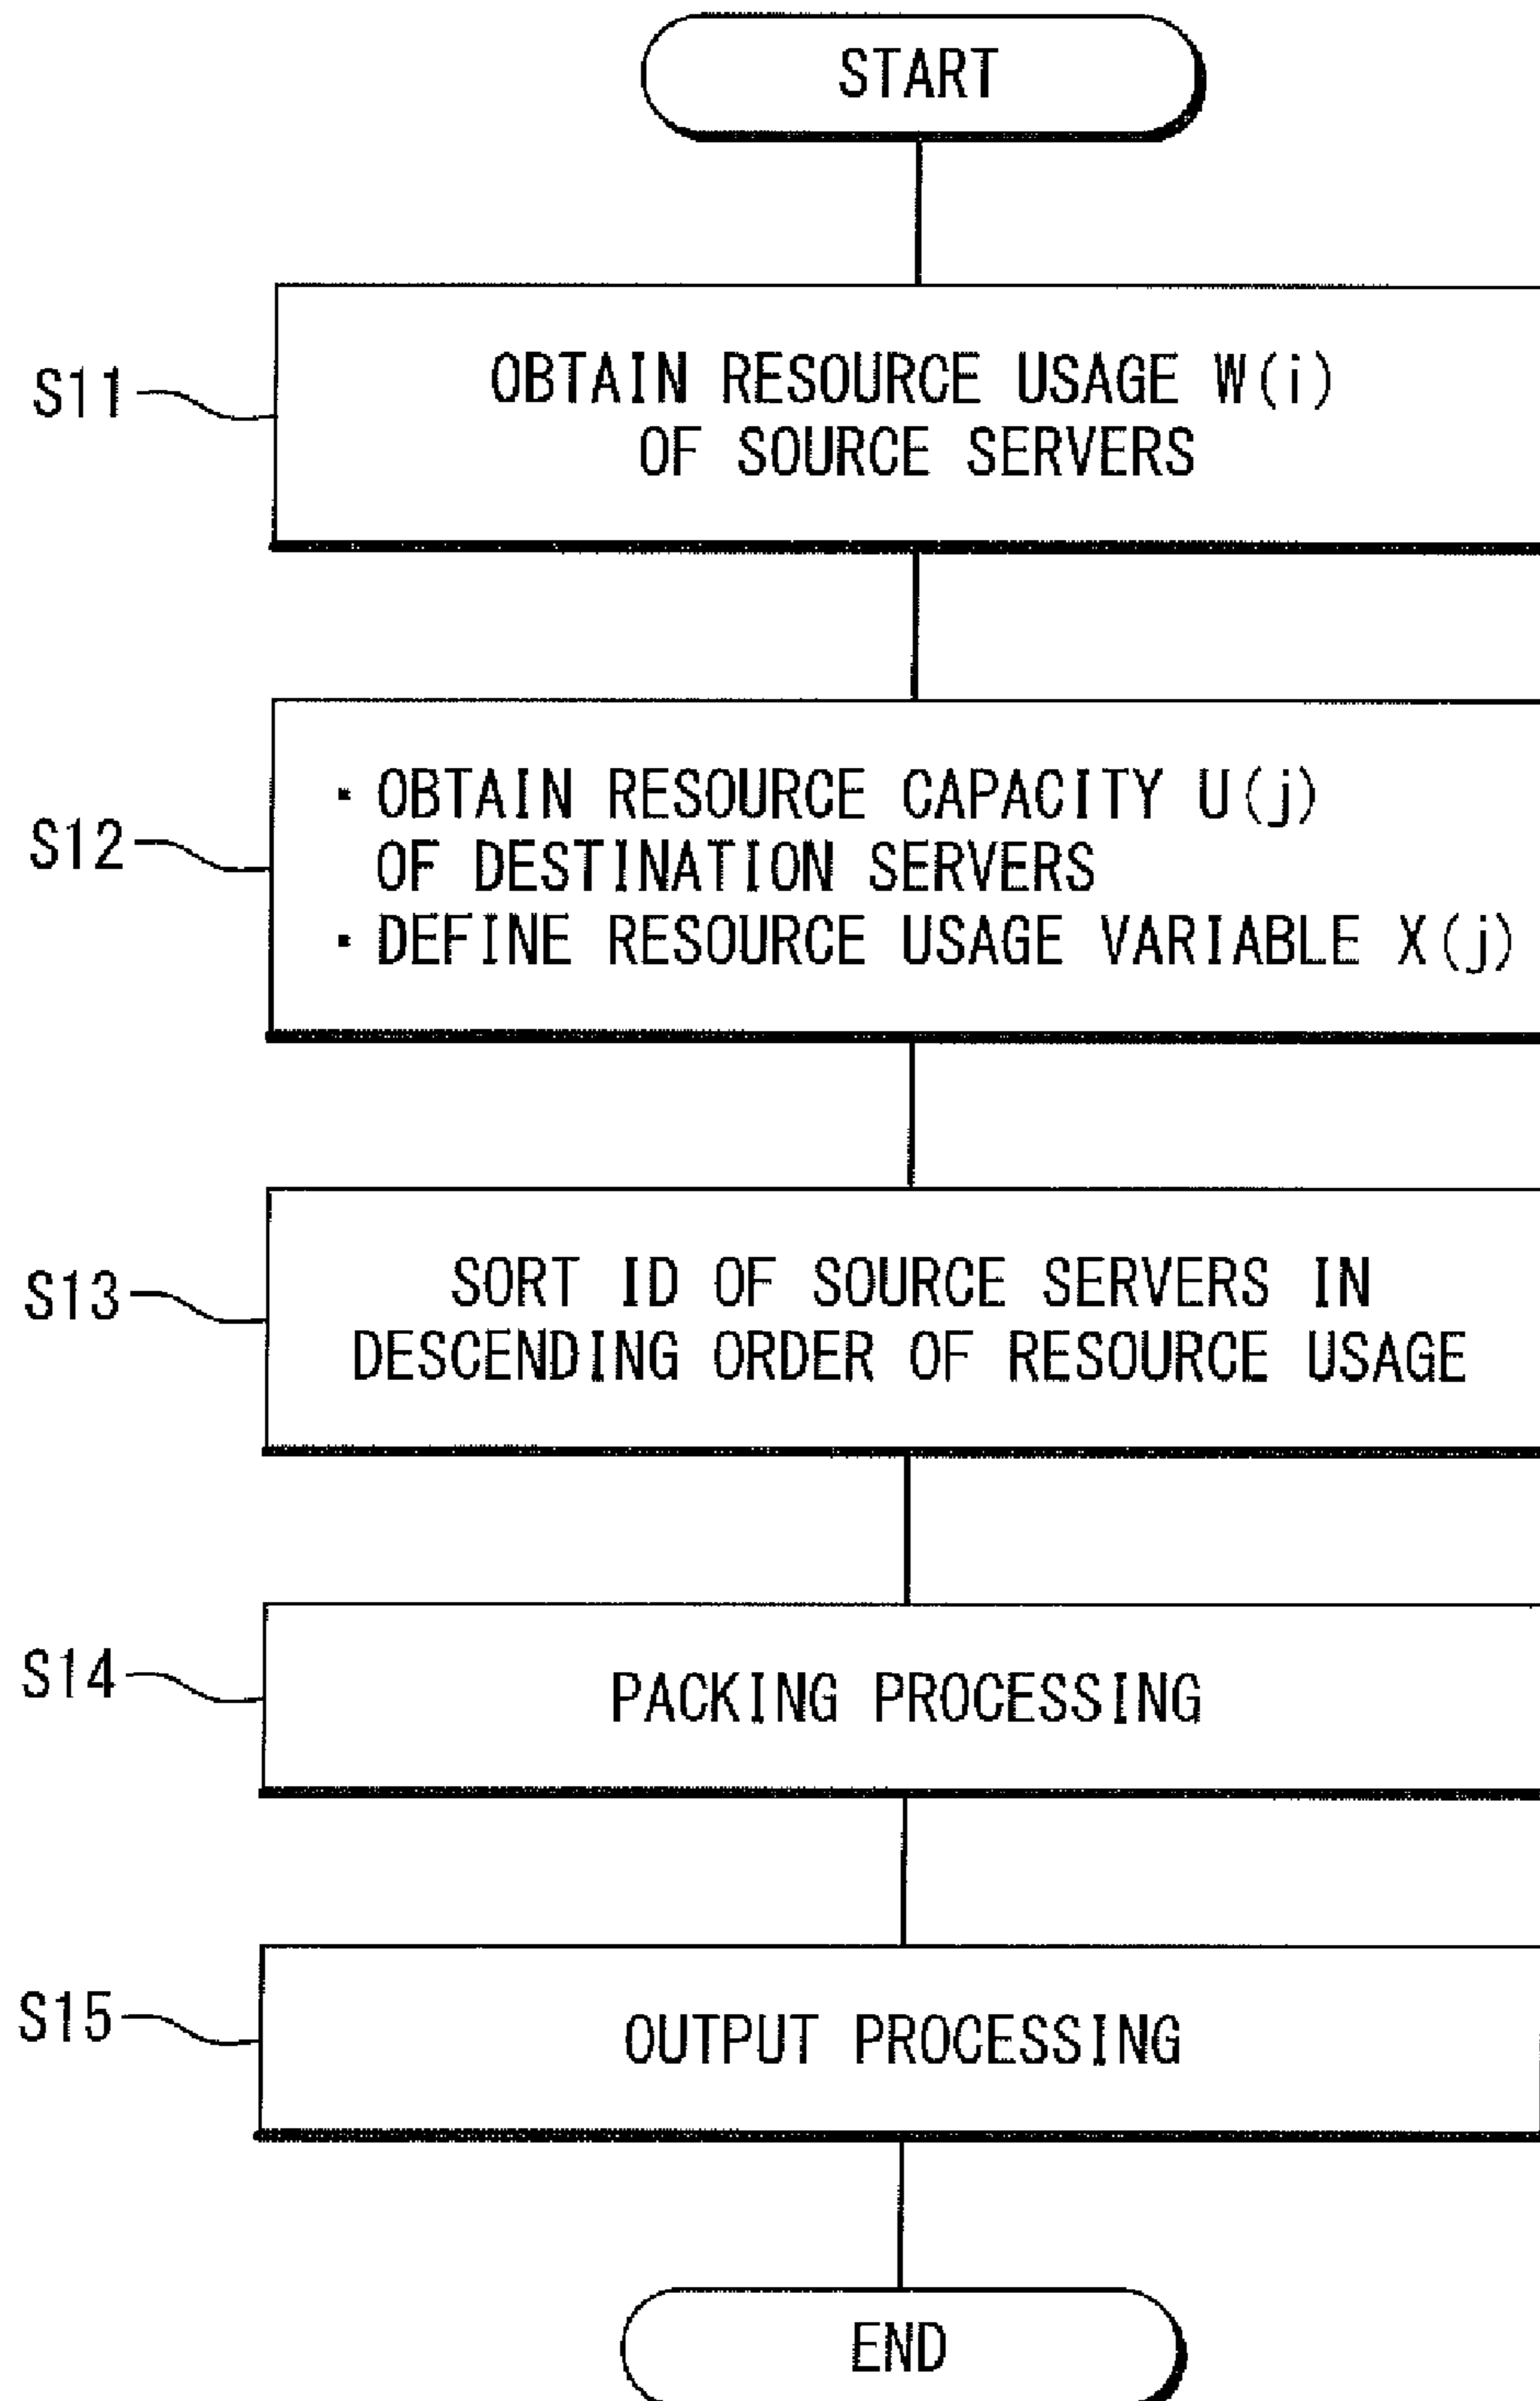 START
S11
OBTAIN RESOURCE USAGE W(i)
OF SOURCE SERVERS
S12
・OBTAIN RESOURCE CAPACITY U(j)
OF DESTINATION SERVERS
・DEFINE RESOURCE USAGE VARIABLE X(j)
S13
SORT ID OF SOURCE SERVERS IN
DESCENDING ORDER OF RESOURCE USAGE
S14
PACKING PROCESSING
S15
OUTPUT PROCESSING
END